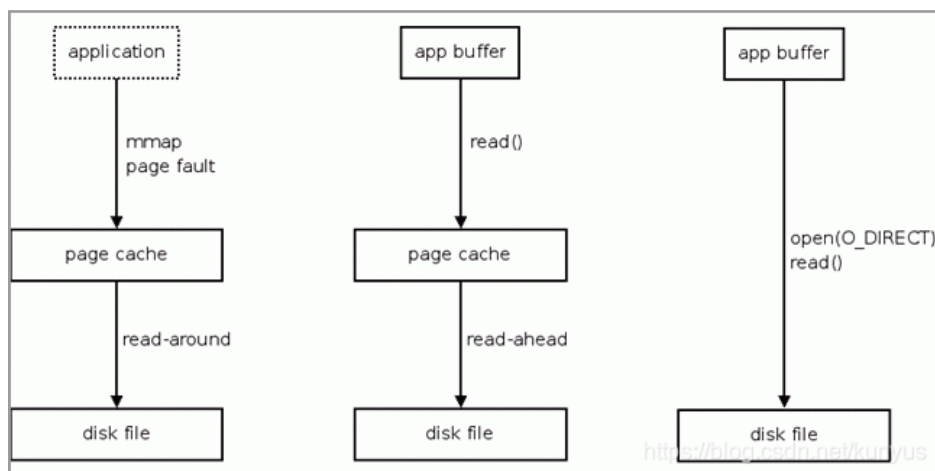 application
mmap
page fault
page cache
read-around
disk file
app buffer
read()
page cache
read-ahead
disk file
app buffer
open(O_DIRECT)
read()
disk file
https://blog.csdn.net/kunyus